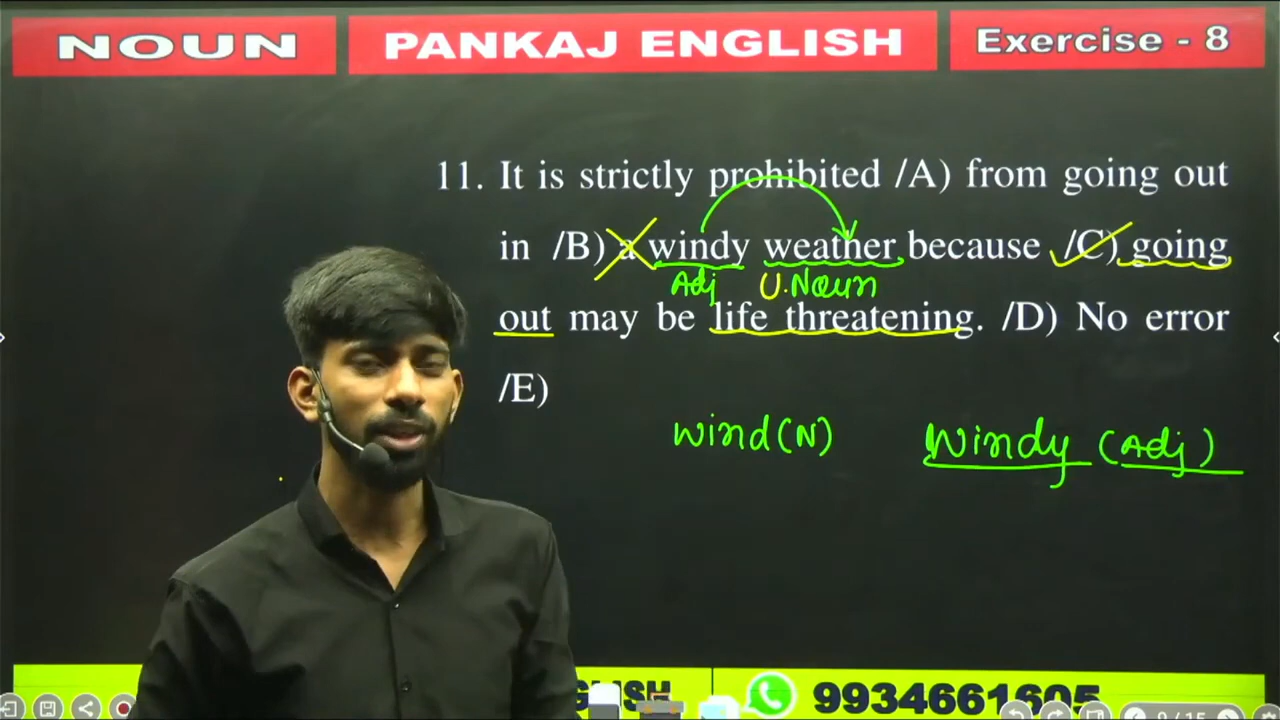 NOUN
PANKAJ ENGLISH
Exercise - 8
11. It is strictly prohibited /A) from going out
in /B) a windy weather because /C) going
Adj U.Noun
out may be life threatening. /D) No error
/E)
wind(N) Windy (Adj)
9934661605